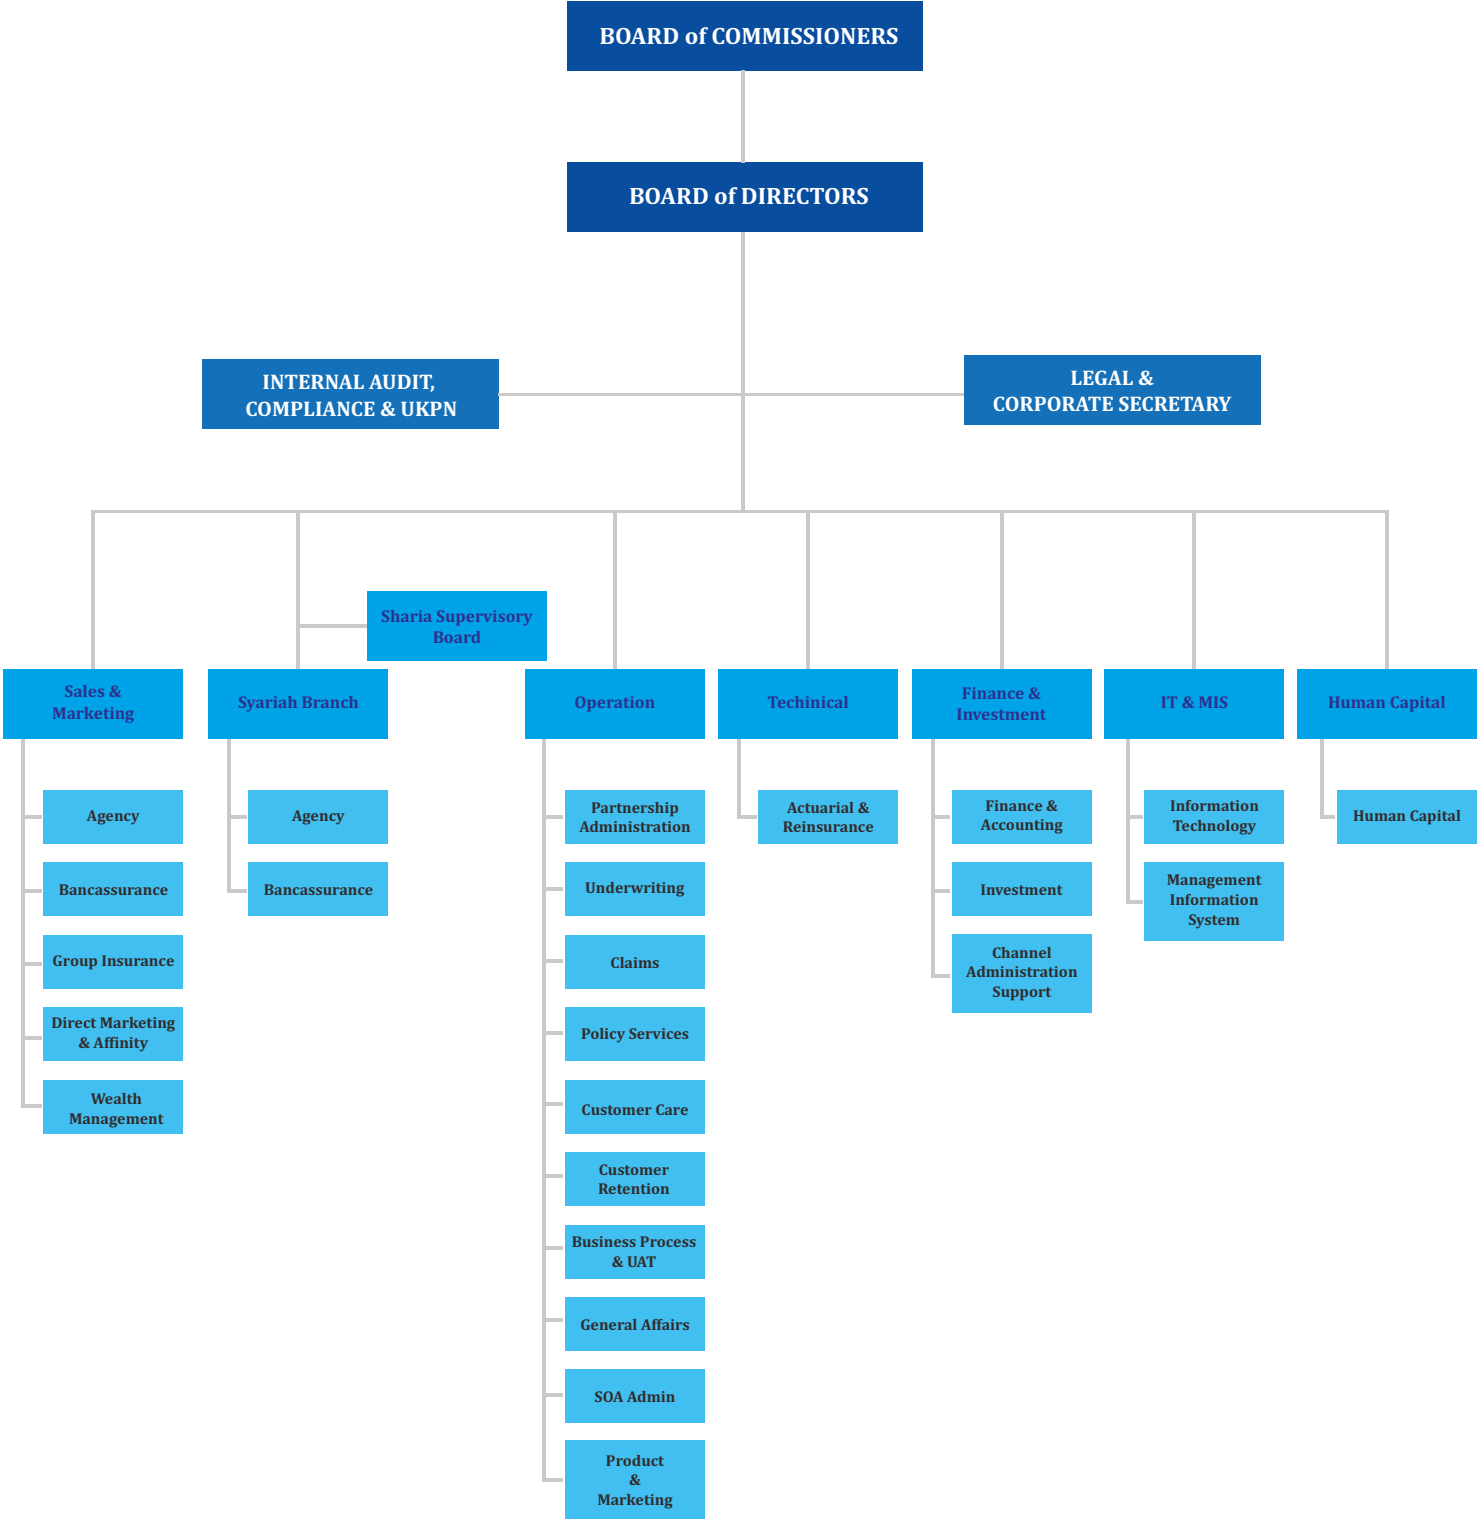 BOARD of COMMISSIONERS
BOARD of DIRECTORS
INTERNAL AUDIT,
COMPLIANCE & UKPN
LEGAL &
CORPORATE SECRETARY
Sharia Supervisory
Board
Sales &
Marketing
Syariah Branch
Operation
Techinical
Finance &
Investment
IT & MIS
Human Capital
Agency
Bancassurance
Group Insurance
Direct Marketing
& Affinity
Wealth
Management
Agency
Bancassurance
Partnership
Administration
Underwriting
Claims
Policy Services
Customer Care
Customer
Retention
Business Process
& UAT
General Affairs
SOA Admin
Product
&
Marketing
Actuarial &
Reinsurance
Finance &
Accounting
Investment
Channel
Administration
Support
Information
Technology
Management
Information
System
Human Capital